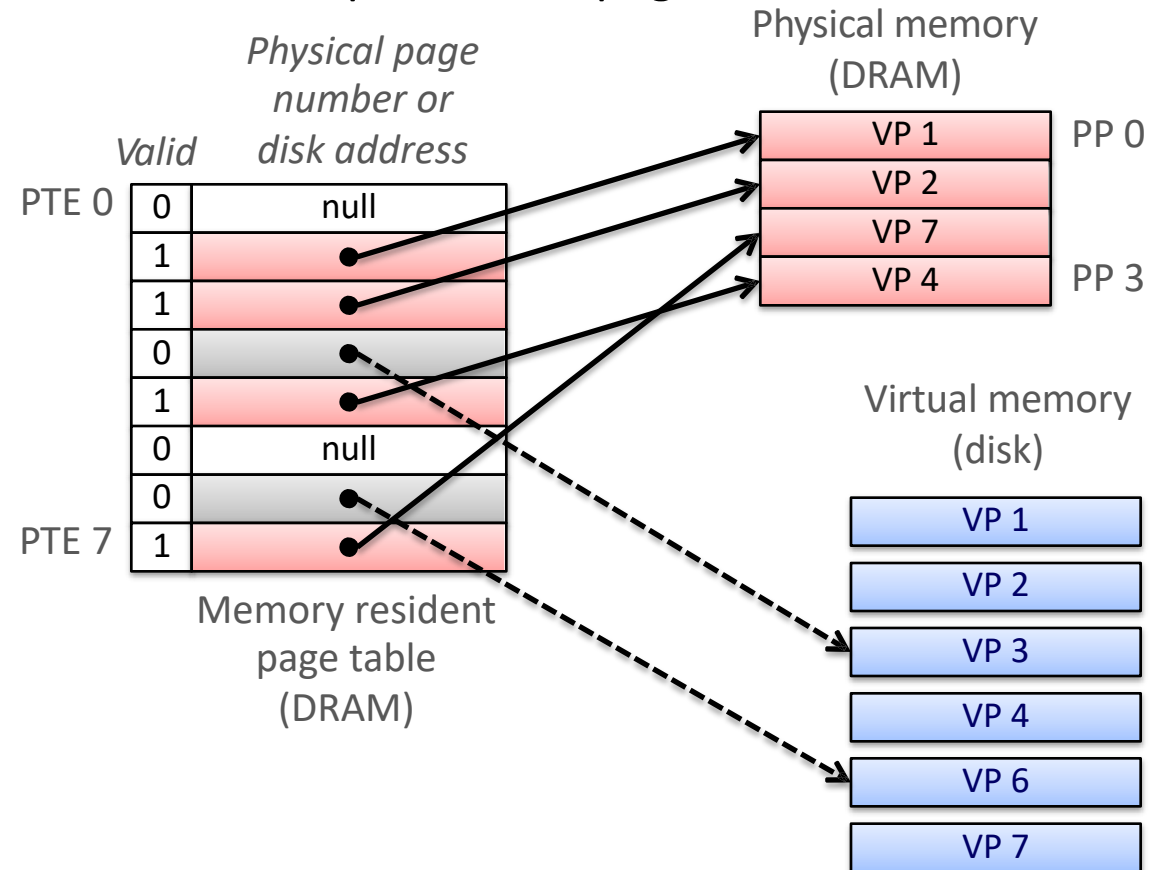 Physical memory
(DRAM)
Physical page
number or
disk address
Valid
PTE 0
0 null
1
1
0
1
0 null
0
PTE 7 1
Memory resident
page table
(DRAM)
VP 1 PP 0
VP 2
VP 7
VP 4 PP 3
Virtual memory
(disk)
VP 1
VP 2
VP 3
VP 4
VP 6
VP 7